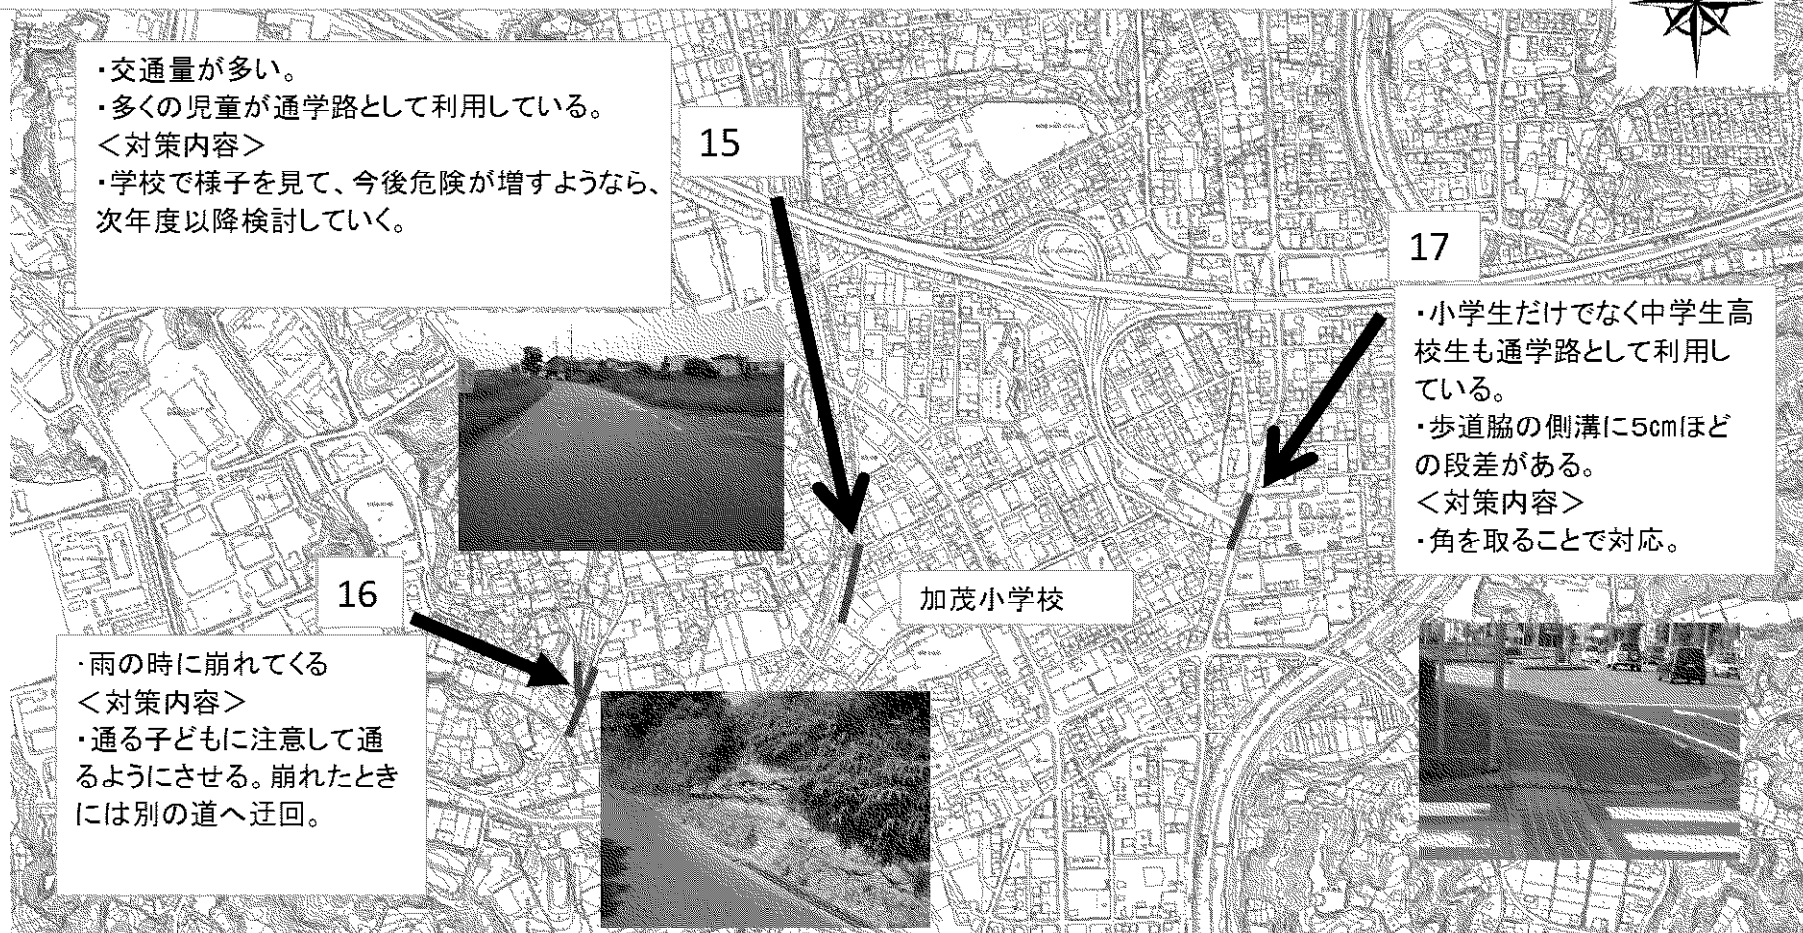 ・交通量が多い。
・多くの児童が通学路として利用している。
＜対策内容＞
・学校で様子を見て、今後危険が増すようなら、
次年度以降検討していく。
15
17
・小学生だけでなく中学生高
校生も通学路として利用し
ている。
・歩道脇の側溝に5cmほど
の段差がある。
＜対策内容＞
・角を取ることで対応。
16
加茂小学校
・雨の時に崩れてくる
＜対策内容＞
・通る子どもに注意して通
るようにさせる。崩れたとき
には別の道へ迂回。